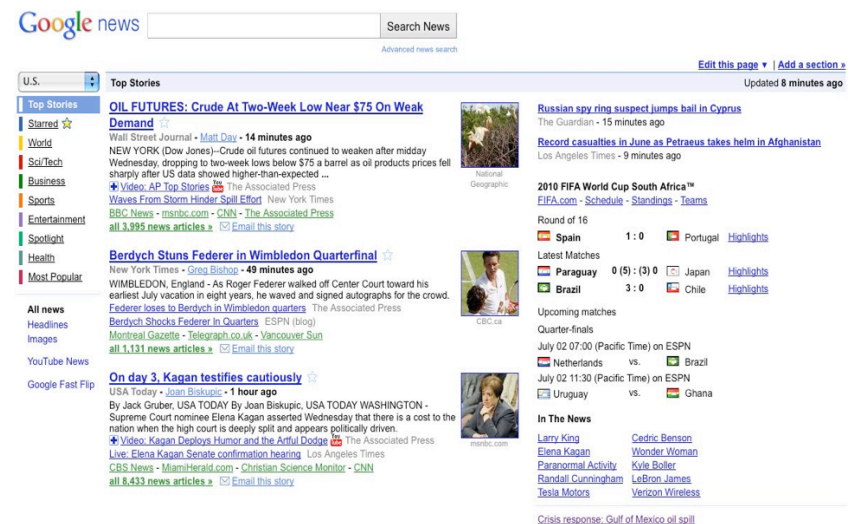 Google news
Search News
Advanced news search
Edit this page ▼ | Add a section »
U.S.
Top Stories
Updated 8 minutes ago
Top Stories
Starred
World
Sci/Tech
Business
Sports
Entertainment
Spotlight
Health
Most Popular
All news
Headlines
Images
YouTube News
Google Fast Flip
OIL FUTURES: Crude At Two-Week Low Near $75 On Weak
Demand
Wall Street Journal - Matt Day - 14 minutes ago
NEW YORK (Dow Jones)--Crude oil futures continued to weaken after midday
Wednesday, dropping to two-week lows below $75 a barrel as oil products prices fell
sharply after US data showed higher-than-expected ...
Video: AP Top Stories You Tube The Associated Press
Waves From Storm Hinder Spill Effort New York Times
BBC News - msnbc.com - CNN - The Associated Press
all 3,995 news articles » Email this story
National
Geographic
Berdych Stuns Federer in Wimbledon Quarterfinal
New York Times - Greg Bishop - 49 minutes ago
WIMBLEDON, England - As Roger Federer walked off Center Court toward his
earliest July vacation in eight years, he waved and signed autographs for the crowd.
Federer loses to Berdych in Wimbledon quarters The Associated Press
Berdych Shocks Federer In Quarters ESPN (blog)
Montreal Gazette - Telegraph.co.uk - Vancouver Sun
all 1,131 news articles » Email this story
CBC.ca
On day 3, Kagan testifies cautiously
USA Today - Joan Biskupic - 1 hour ago
By Jack Gruber, USA TODAY By Joan Biskupic, USA TODAY WASHINGTON -
Supreme Court nominee Elena Kagan asserted Wednesday that there is a cost to the
nation when the high court is deeply split and appears politically driven.
Video: Kagan Deploys Humor and the Artful Dodge You Tube The Associated Press
Live: Elena Kagan Senate confirmation hearing Los Angeles Times
CBS News - MiamiHerald.com - Christian Science Monitor - CNN
all 8,433 news articles » Email this story
msnbc.com
Russian spy ring suspect jumps bail in Cyprus
The Guardian - 15 minutes ago
Record casualties in June as Petraeus takes helm in Afghanistan
Los Angeles Times - 9 minutes ago
2010 FIFA World Cup South Africa™
FIFA.com - Schedule - Standings - Teams
Round of 16
Spain 1 : 0 Portugal Highlights
Latest Matches
Paraguay 0 (5) : (3) 0 Japan Highlights
Brazil 3 : 0 Chile Highlights
Upcoming matches
Quarter-finals
July 02 07:00 (Pacific Time) on ESPN
Netherlands vs. Brazil
July 02 11:30 (Pacific Time) on ESPN
Uruguay vs. Ghana
In The News
Larry King Cedric Benson
Elena Kagan Wonder Woman
Paranormal Activity Kyle Boller
Randall Cunningham LeBron James
Tesla Motors Verizon Wireless
Crisis response: Gulf of Mexico oil spill